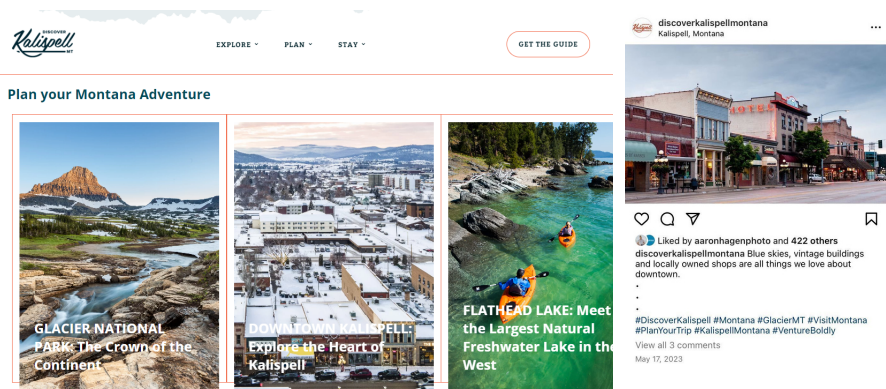 DISCOVER
Kalispell
MT
EXPLORE
PLAN
STAY
GET THE GUIDE
Plan your Montana Adventure
GLACIER NATIONAL
PARK: The Crown of the
Continent
DOWNTOWN KALISPELL:
Explore the Heart of
Kalispell
FLATHEAD LAKE: Meet
the Largest Natural
Freshwater Lake in the
West
discoverkalispellmontana
Kalispell, Montana
HOTEL
Liked by aaronhagenphoto and 422 others
discoverkalispellmontana Blue skies, vintage buildings
and locally owned shops are all things we love about
downtown.
.
.
.
#DiscoverKalispell #Montana #GlacierMT #VisitMontana
#PlanYourTrip #KalispellMontana #VentureBoldly
View all 3 comments
May 17, 2023